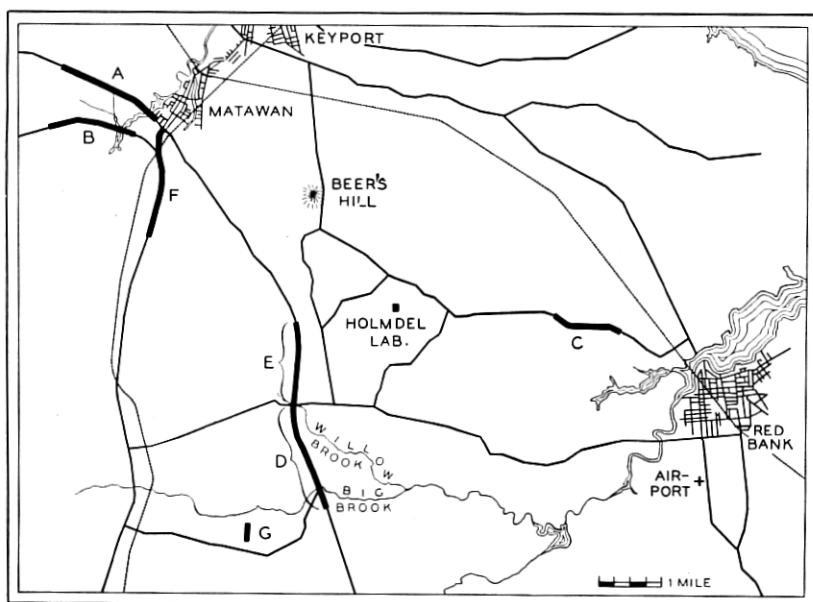 KEYPORT
A
MATAWAN
B
F
BEER'S
HILL
HOLMDEL
LAB.
C
E
WILLOW
BROOK
D
BIG
BROOK
RED
BANK
AIR-
PORT
G
1 MILE